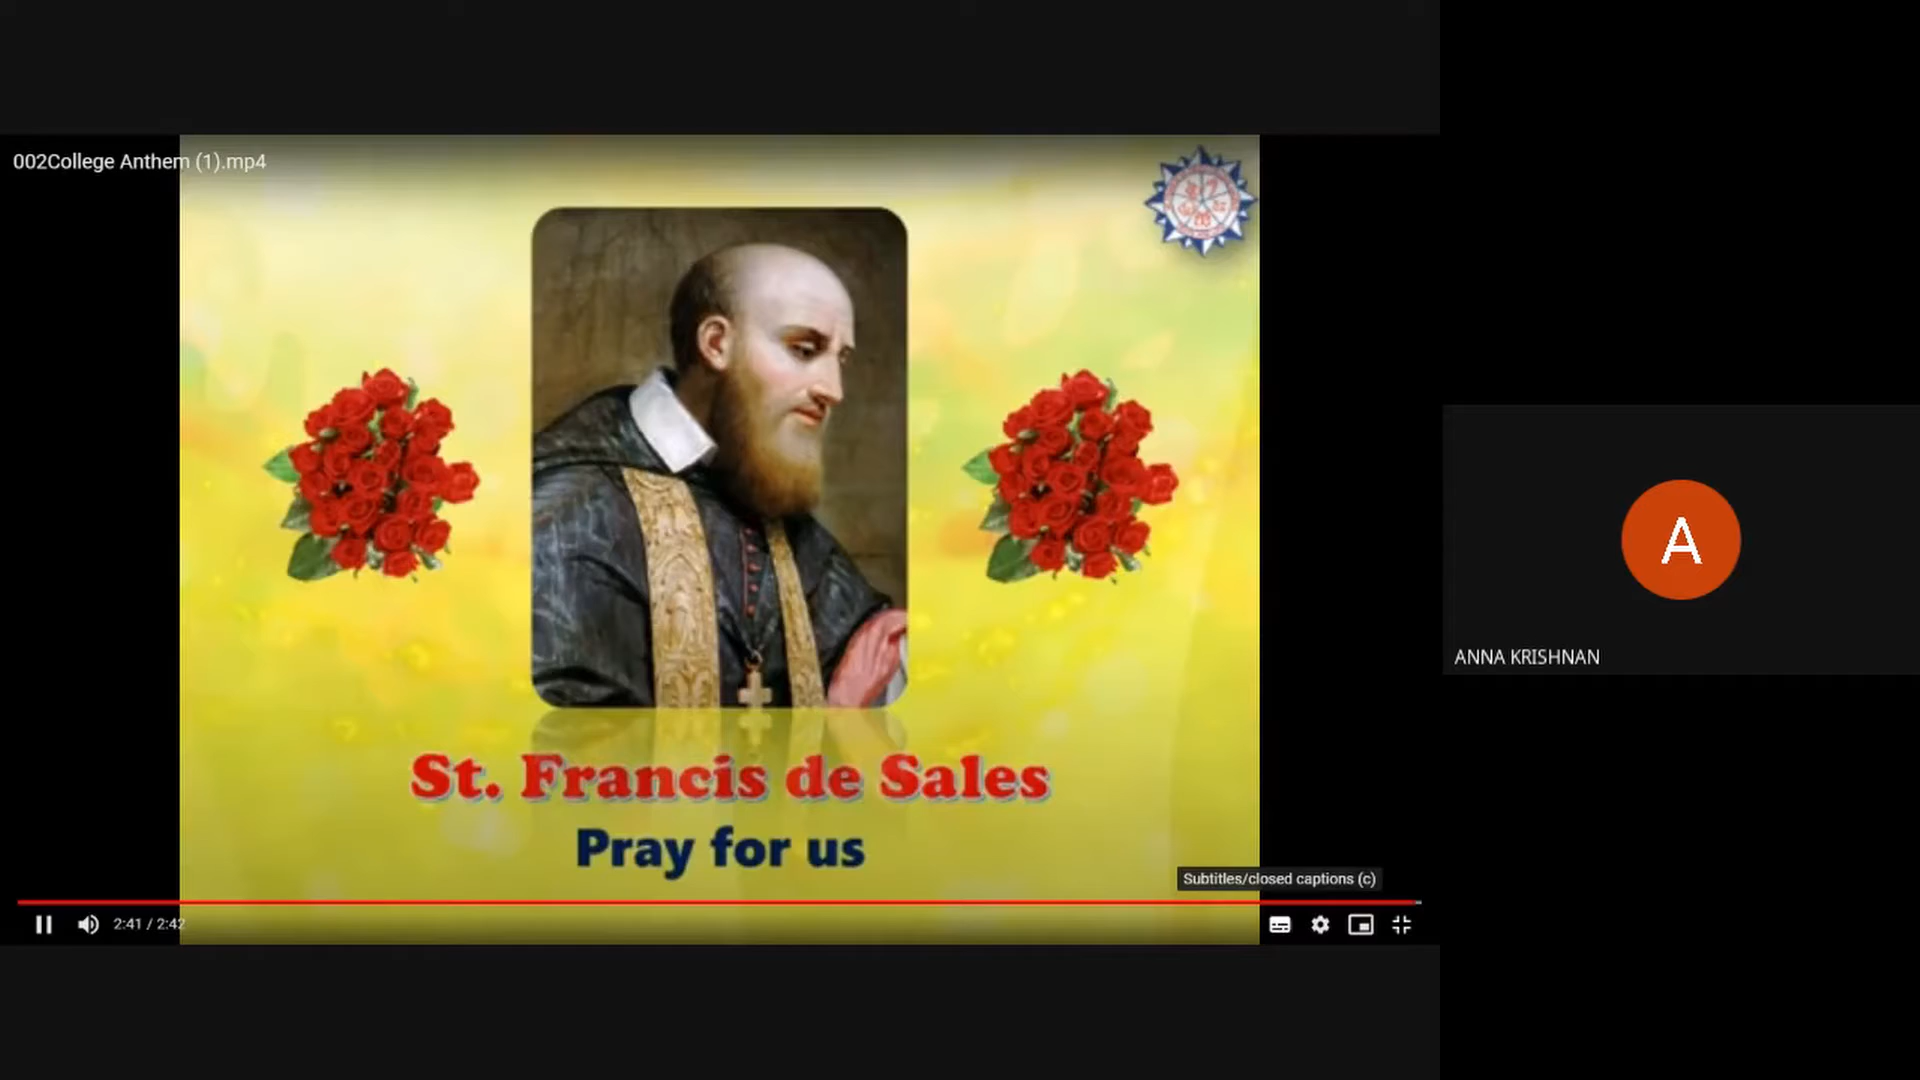 002College Anthem (1).mp4
St. Francis de Sales
Pray for us
Subtitles/closed captions (c)
2:41 / 2:42
A
ANNA KRISHNAN